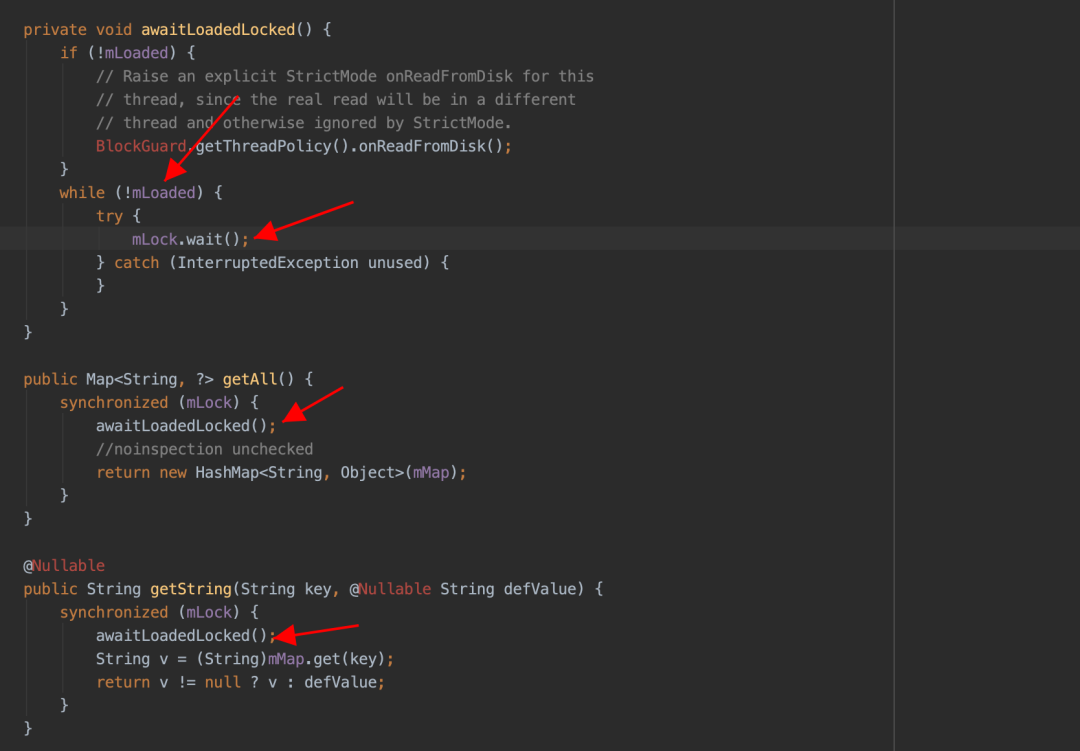 private void awaitLoadedLocked() {
if (!mLoaded) {
// Raise an explicit StrictMode onReadFromDisk for this
// thread, since the real read will be in a different
// thread and otherwise ignored by StrictMode.
BlockGuard.getThreadPolicy().onReadFromDisk();
}
while (!mLoaded) {
try {
mLock.wait();
} catch (InterruptedException unused) {
}
}
}
public Map<String, ?> getAll() {
synchronized (mLock) {
awaitLoadedLocked();
//noinspection unchecked
return new HashMap<String, Object>(mMap);
}
}
@Nullable
public String getString(String key, @Nullable String defValue) {
synchronized (mLock) {
awaitLoadedLocked();
String v = (String)mMap.get(key);
return v != null ? v : defValue;
}
}